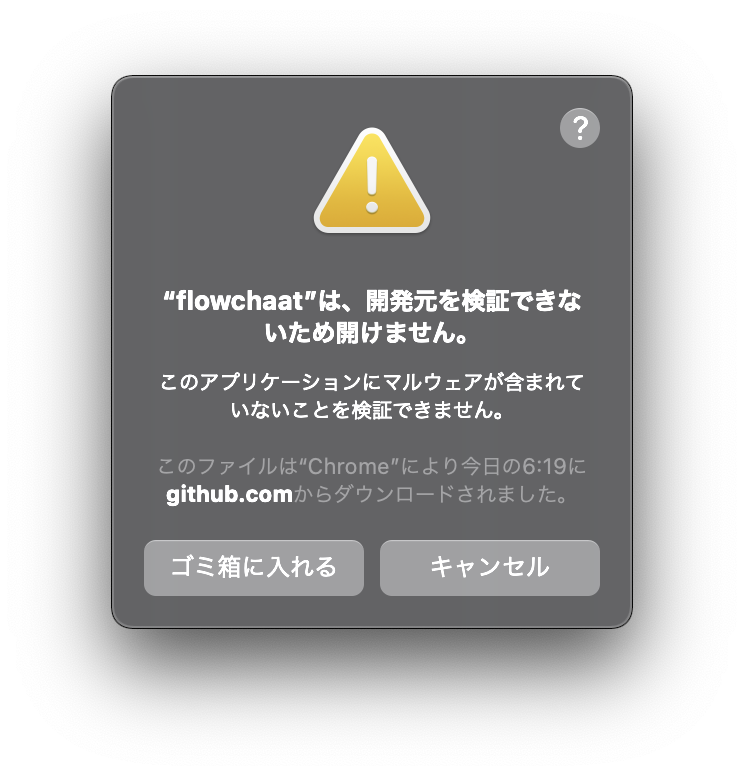 ?
“flowchaat”は、開発元を検証できな
いため開けません。
このアプリケーションにマルウェアが含まれて
いないことを検証できません。
このファイルは“Chrome”により今日の6:19に
github.comからダウンロードされました。
ゴミ箱に入れる
キャンセル